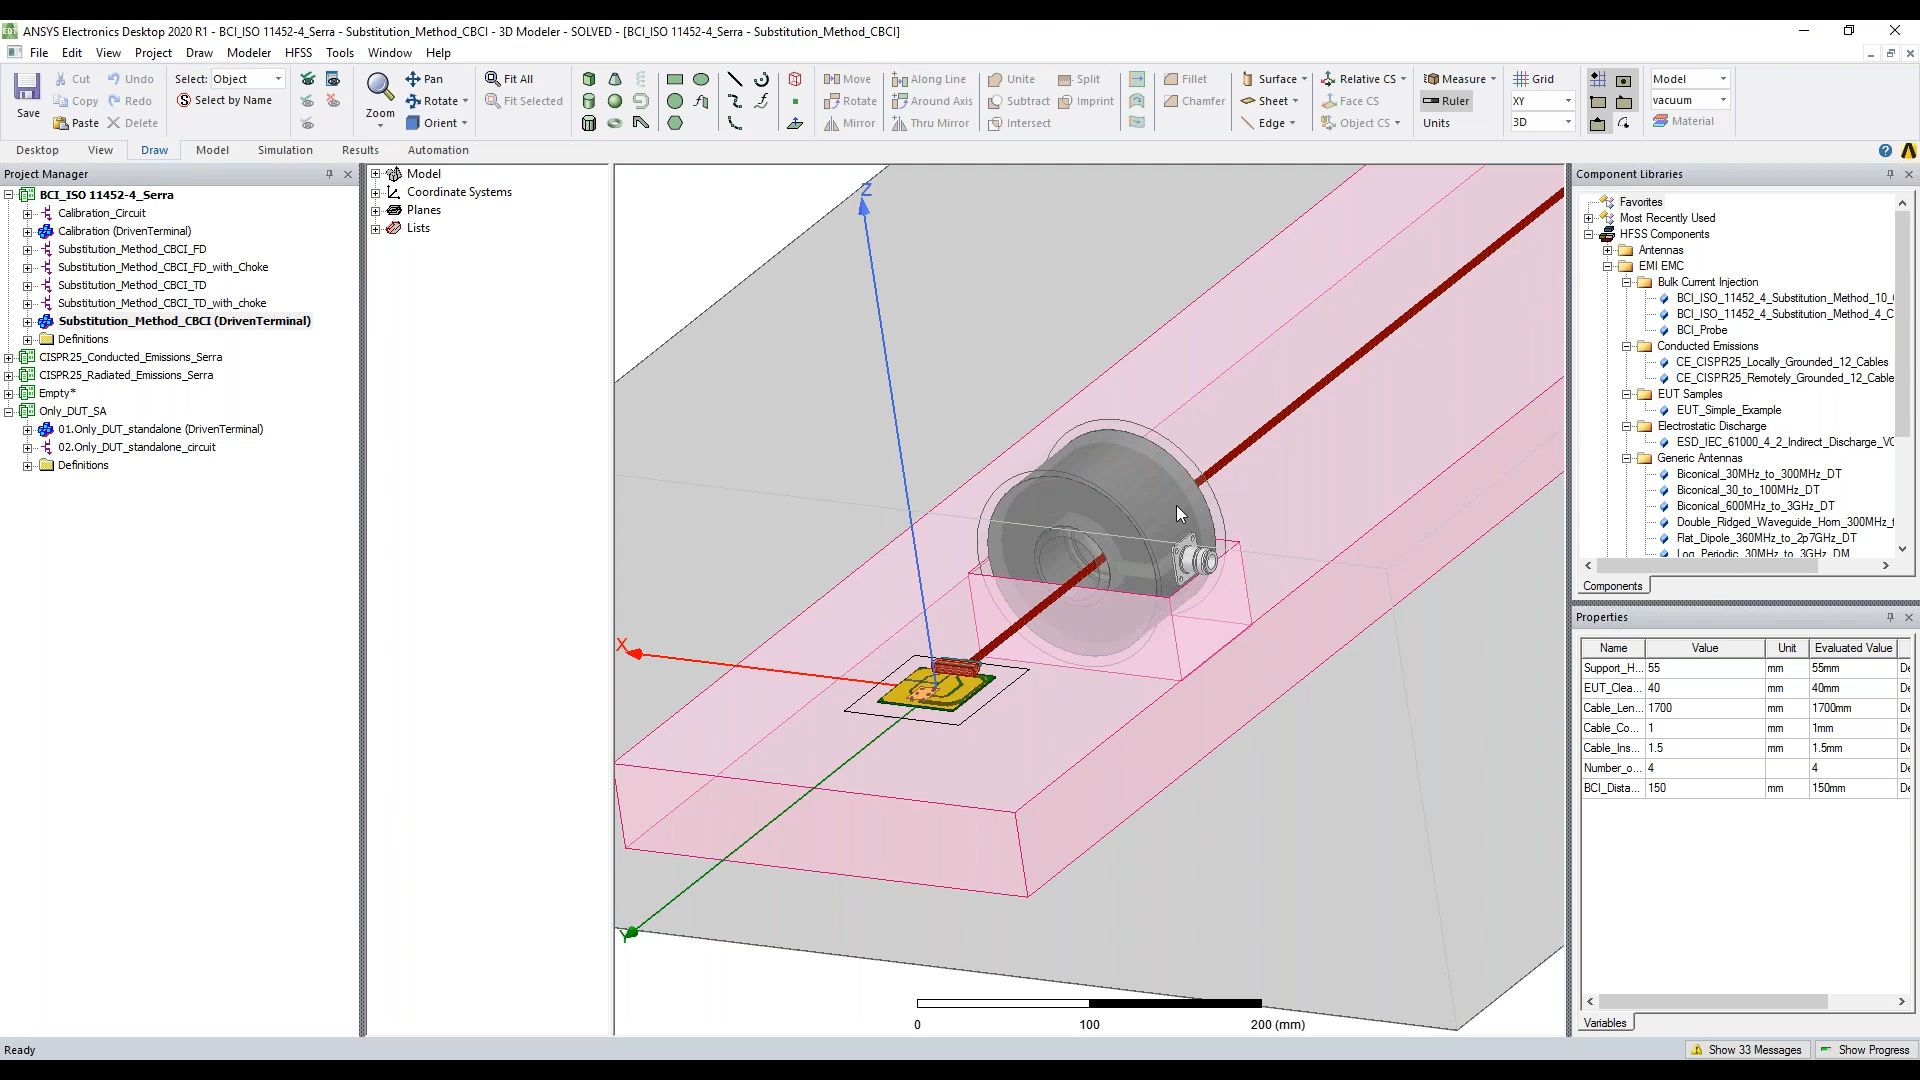 ANSYS Electronics Desktop 2020 R1 - BCI_ISO 11452-4_Serra - Substitution_Method_CBCI - 3D Modeler - SOLVED - [BCI_ISO 11452-4_Serra - Substitution_Method_CBCI]
File Edit View Project Draw Modeler HFSS Tools Window Help
Save
Cut Undo
Copy Redo
Paste Delete
Select: Object
Select by Name
Zoom
Pan
Rotate
Orient
Fit All
Fit Selected
Move Along Line
Rotate Around Axis
Mirror Thru Mirror
Unite Split
Subtract Imprint
Intersect
Fillet
Chamfer
Surface
Sheet
Edge
Relative CS
Face CS
Object CS
Measure
Ruler
Units
Grid
XY
3D
Model
vacuum
Material
Desktop View Draw Model Simulation Results Automation
Project Manager
BCI_ISO 11452-4_Serra
Calibration_Circuit
Calibration (DrivenTerminal)
Substitution_Method_CBCI_FD
Substitution_Method_CBCI_FD_with_Choke
Substitution_Method_CBCI_TD
Substitution_Method_CBCI_TD_with_choke
Substitution_Method_CBCI (DrivenTerminal)
Definitions
CISPR25_Conducted_Emissions_Serra
CISPR25_Radiated_Emissions_Serra
Empty*
Only_DUT_SA
01.Only_DUT_standalone (DrivenTerminal)
02.Only_DUT_standalone_circuit
Definitions
Model
Coordinate Systems
Planes
Lists
Z
X
Y
0 100 200 (mm)
Component Libraries
Favorites
Most Recently Used
HFSS Components
Antennas
EMI EMC
Bulk Current Injection
BCI_ISO_11452_4_Substitution_Method_10_
BCI_ISO_11452_4_Substitution_Method_4_C
BCI_Probe
Conducted Emissions
CE_CISPR25_Locally_Grounded_12_Cables
CE_CISPR25_Remotely_Grounded_12_Cable
EUT Samples
EUT_Simple_Example
Electrostatic Discharge
ESD_IEC_61000_4_2_Indirect_Discharge_VC
Generic Antennas
Biconical_30MHz_to_300MHz_DT
Biconical_30_to_100MHz_DT
Biconical_600MHz_to_3GHz_DT
Double_Ridged_Waveguide_Horn_300MHz_t
Flat_Dipole_360MHz_to_2p7GHz_DT
Log_Periodic_30MHz_to_3GHz_DM
Components
Properties
Name Value Unit Evaluated Value
Support_H... 55 mm 55mm De
EUT_Clea... 40 mm 40mm De
Cable_Len... 1700 mm 1700mm De
Cable_Co... 1 mm 1mm De
Cable_Ins... 1.5 mm 1.5mm De
Number_o... 4 4 De
BCI_Dista... 150 mm 150mm De
Variables
Ready
Show 33 Messages
Show Progress